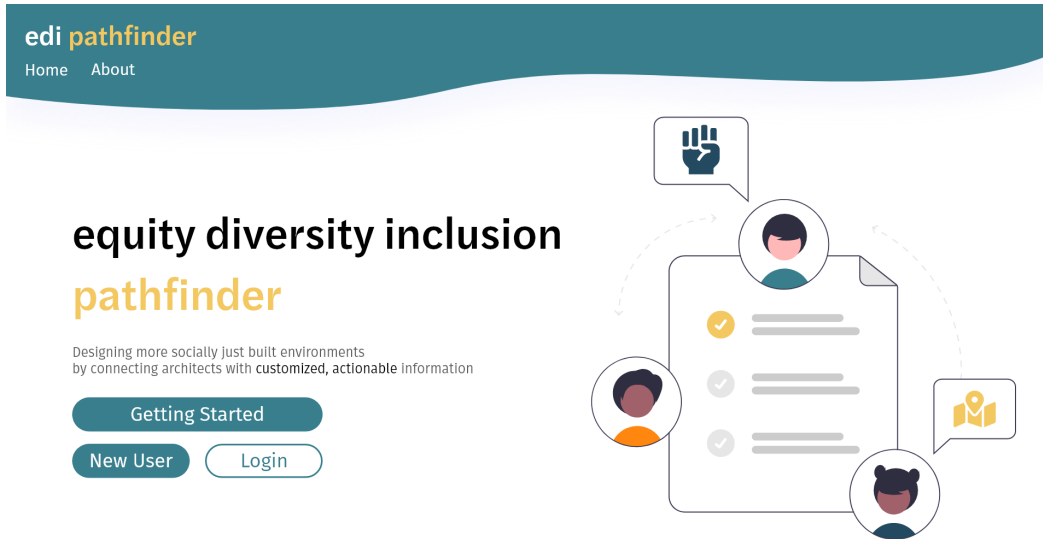 edi pathfinder
Home About
equity diversity inclusion
pathfinder
Designing more socially just built environments
by connecting architects with customized, actionable information
Getting Started
New User Login